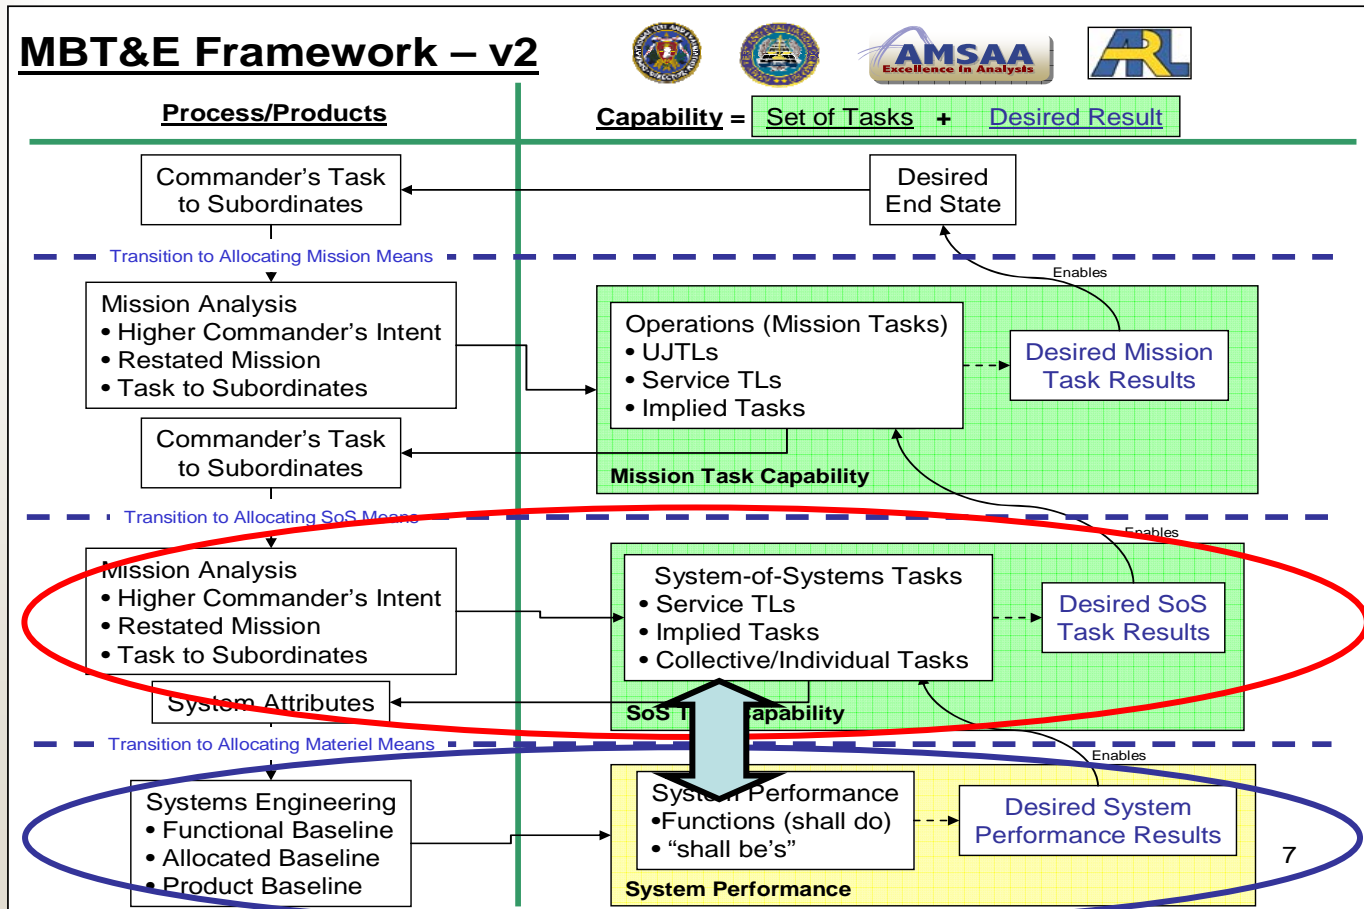 MBT&E Framework – v2
AMSAA
Excellence in Analysis
ARL
Process/Products
Capability = Set of Tasks + Desired Result
Commander's Task
to Subordinates
Desired
End State
Transition to Allocating Mission Means
Enables
Mission Analysis
• Higher Commander's Intent
• Restated Mission
• Task to Subordinates
Operations (Mission Tasks)
• UJTLs
• Service TLs
• Implied Tasks
Desired Mission
Task Results
Commander's Task
to Subordinates
Mission Task Capability
Transition to Allocating SoS Means
Enables
Mission Analysis
• Higher Commander's Intent
• Restated Mission
• Task to Subordinates
System-of-Systems Tasks
• Service TLs
• Implied Tasks
• Collective/Individual Tasks
Desired SoS
Task Results
System Attributes
SoS Task Capability
Transition to Allocating Materiel Means
Enables
Systems Engineering
• Functional Baseline
• Allocated Baseline
• Product Baseline
System Performance
•Functions (shall do)
• “shall be's”
Desired System
Performance Results
System Performance
7